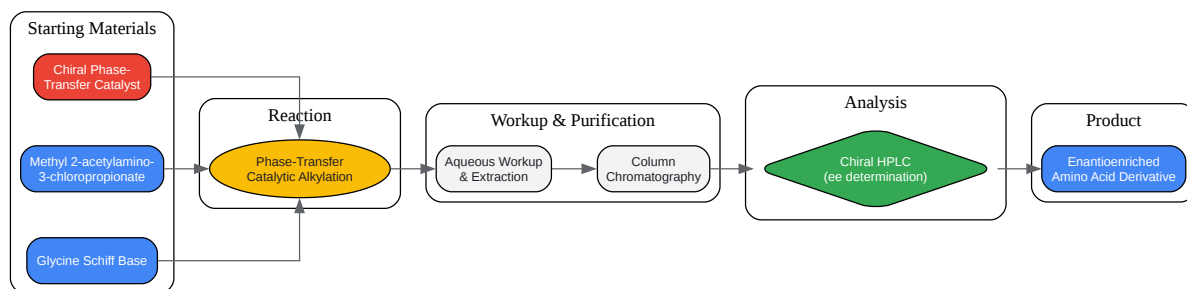 Starting Materials
Chiral Phase-
Transfer Catalyst
Methyl 2-acetylamino-
3-chloropropionate
Glycine Schiff Base
Reaction
Phase-Transfer
Catalytic Alkylation
Workup & Purification
Aqueous Workup
& Extraction
Column
Chromatography
Analysis
Chiral HPLC
(ee determination)
Product
Enantioenriched
Amino Acid Derivative